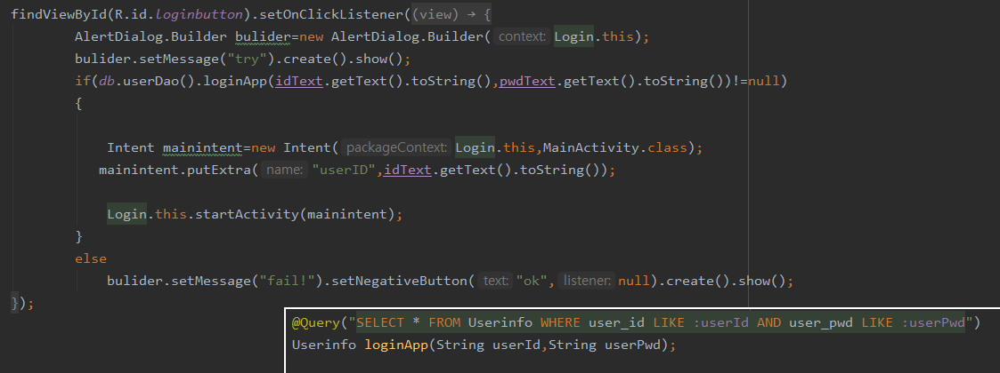 findViewById(R.id.loginbutton).setOnClickListener((view) → {
AlertDialog.Builder bulider=new AlertDialog.Builder( context: Login.this);
bulider.setMessage("try").create().show();
if(db.userDao().loginApp(idText.getText().toString(),pwdText.getText().toString())!=null)
{
Intent mainintent=new Intent( packageContext: Login.this,MainActivity.class);
mainintent.putExtra( name: "userID",idText.getText().toString());
Login.this.startActivity(mainintent);
}
else
bulider.setMessage("fail!").setNegativeButton( text: "ok", listener: null).create().show();
});
@Query("SELECT * FROM Userinfo WHERE user_id LIKE :userId AND user_pwd LIKE :userPwd")
Userinfo loginApp(String userId,String userPwd);